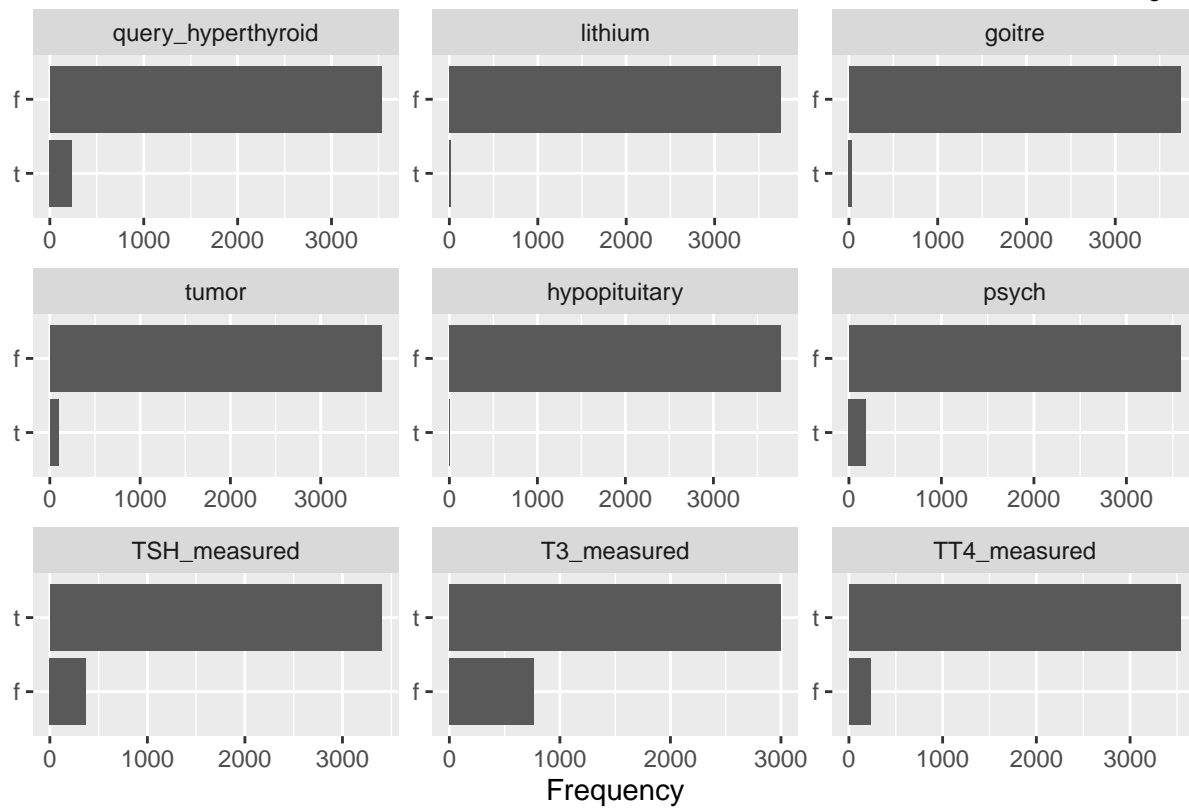 query_hyperthyroid lithium goitre
f f f
t t t
0 1000 2000 3000 0 1000 2000 3000 0 1000 2000 3000
tumor hypopituitary psych
f f f
t t t
0 1000 2000 3000 0 1000 2000 3000 0 1000 2000 3000
TSH_measured T3_measured TT4_measured
t t t
f f f
0 1000 2000 3000 0 1000 2000 3000 0 1000 2000 3000
Frequency